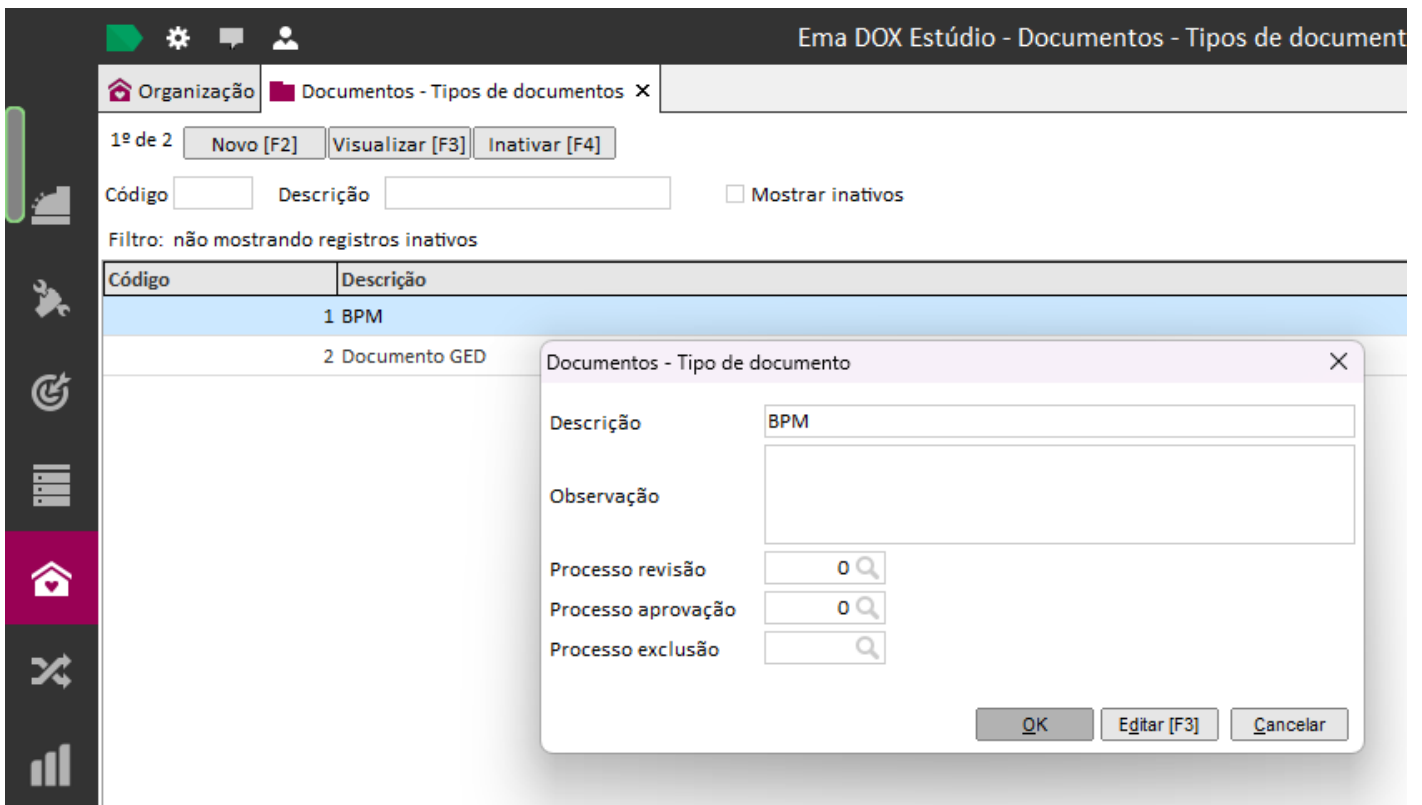 Ema DOX Estúdio - Documentos - Tipos de document
Organização Documentos - Tipos de documentos X
1º de 2 Novo [F2] Visualizar [F3] Inativar [F4]
Código Descrição Mostrar inativos
Filtro: não mostrando registros inativos
Código Descrição
1 BPM
2 Documento GED
Documentos - Tipo de documento
Descrição BPM
Observação
Processo revisão 0
Processo aprovação 0
Processo exclusão
OK Editar [F3] Cancelar